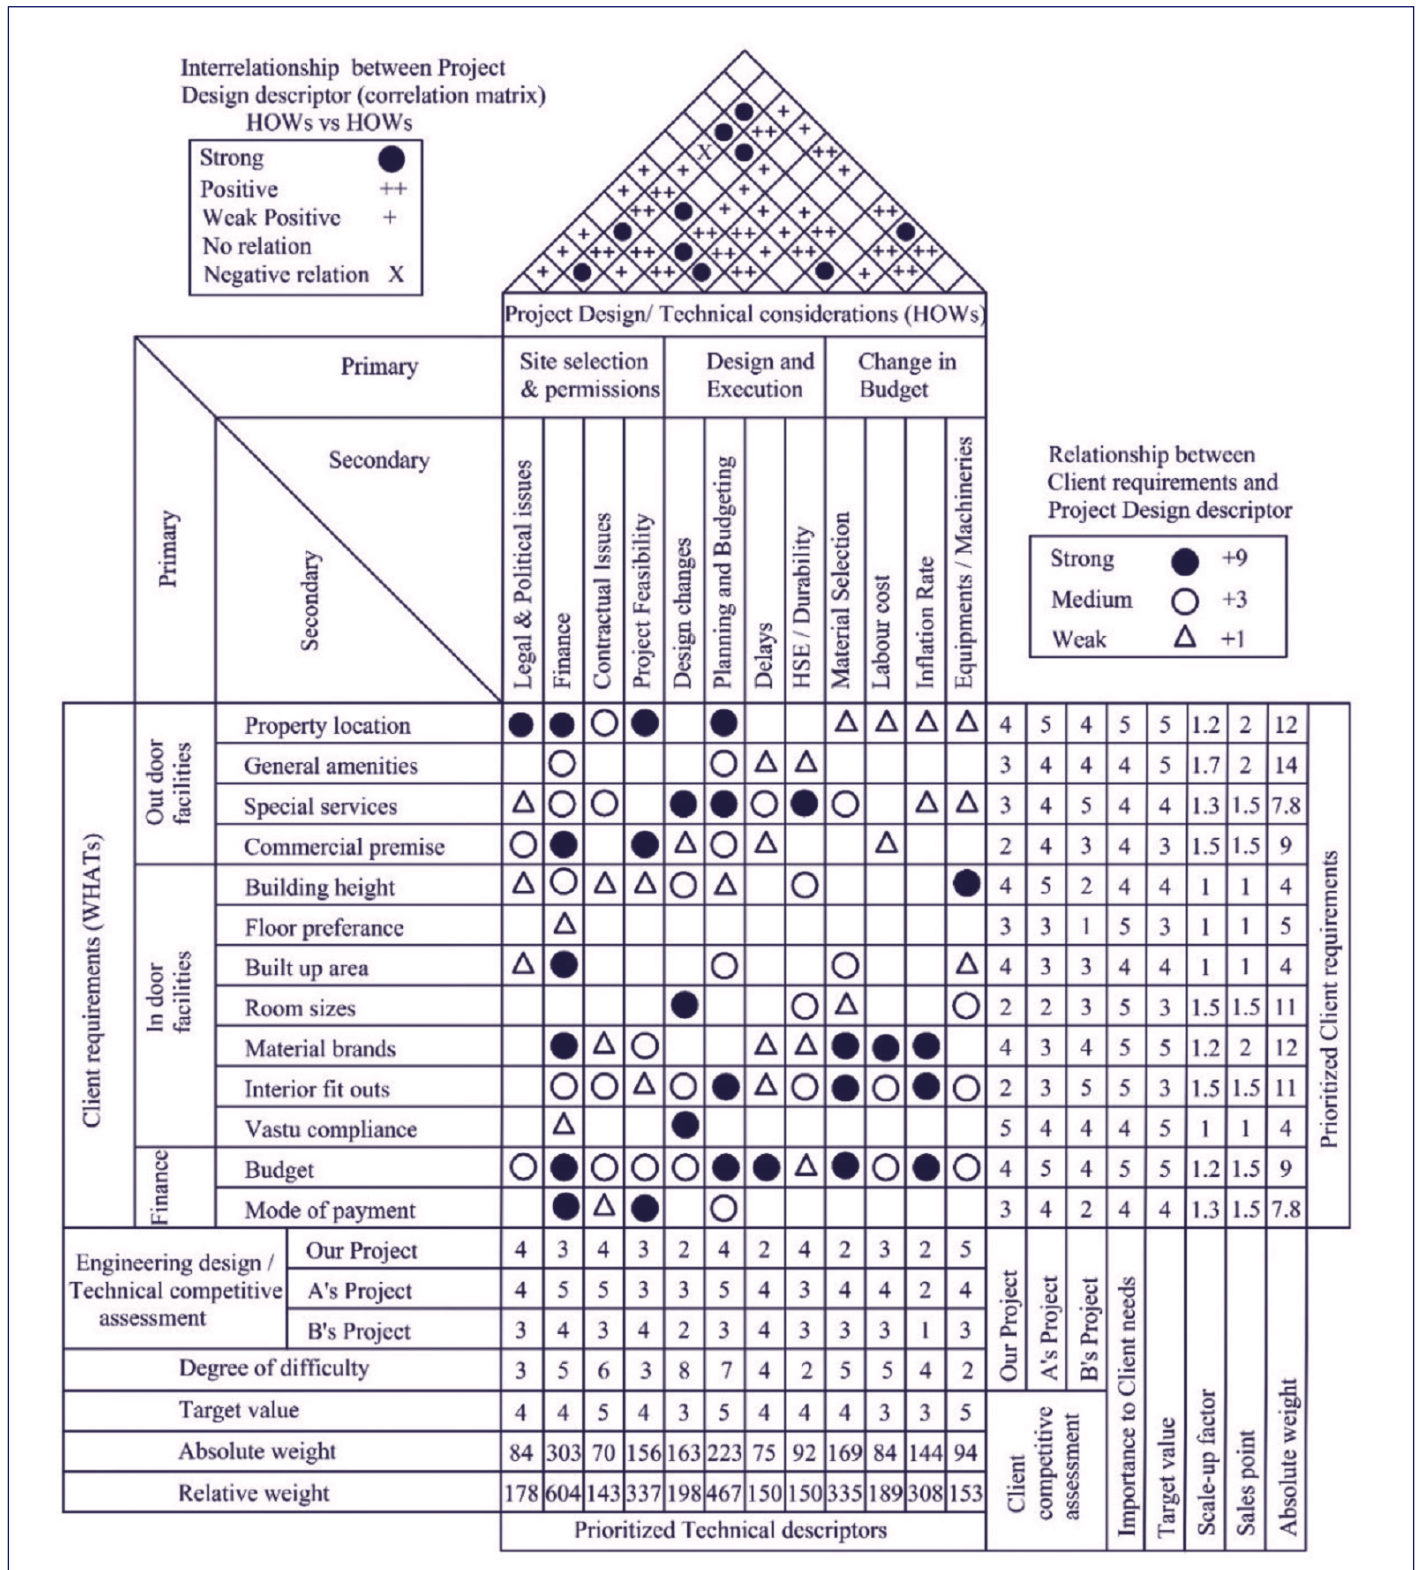 Interrelationship between Project
Design descriptor (correlation matrix)
HOWs vs HOWs
Strong
Positive ++
Weak Positive +
No relation
Negative relation X
Project Design/ Technical considerations (HOWs)
Primary
Site selection
& permissions
Design and
Execution
Change in
Budget
Secondary
Primary
Secondary
Legal & Political issues
Finance
Contractual Issues
Project Feasibility
Design changes
Planning and Budgeting
Delays
HSE / Durability
Material Selection
Labour cost
Inflation Rate
Equipments / Machineries
Relationship between
Client requirements and
Project Design descriptor
Strong +9
Medium +3
Weak +1
Client requirements (WHATs)
Out door
facilities
In door
facilities
Finance
Property location 4 5 4 5 5 1.2 2 12
General amenities 3 4 4 4 5 1.7 2 14
Special services 3 4 5 4 4 1.3 1.5 7.8
Commercial premise 2 4 3 4 3 1.5 1.5 9
Building height 4 5 2 4 4 1 1 4
Floor preferance 3 3 1 5 3 1 1 5
Built up area 4 3 3 4 4 1 1 4
Room sizes 2 2 3 5 3 1.5 1.5 11
Material brands 4 3 4 5 5 1.2 2 12
Interior fit outs 2 3 5 5 3 1.5 1.5 11
Vastu compliance 5 4 4 4 5 1 1 4
Budget 4 5 4 5 5 1.2 1.5 9
Mode of payment 3 4 2 4 4 1.3 1.5 7.8
Prioritized Client requirements
Engineering design /
Technical competitive
assessment
Our Project 4 3 4 3 2 4 2 4 2 3 2 5
A's Project 4 5 5 3 3 5 4 3 4 4 2 4
B's Project 3 4 3 4 2 3 4 3 3 3 1 3
Degree of difficulty 3 5 6 3 8 7 4 2 5 5 4 2
Target value 4 4 5 4 3 5 4 4 4 3 3 5
Absolute weight 84 303 70 156 163 223 75 92 169 84 144 94
Relative weight 178 604 143 337 198 467 150 150 335 189 308 153
Prioritized Technical descriptors
Our Project
A's Project
B's Project
Client
competitive
assessment
Importance to Client needs
Target value
Scale-up factor
Sales point
Absolute weight